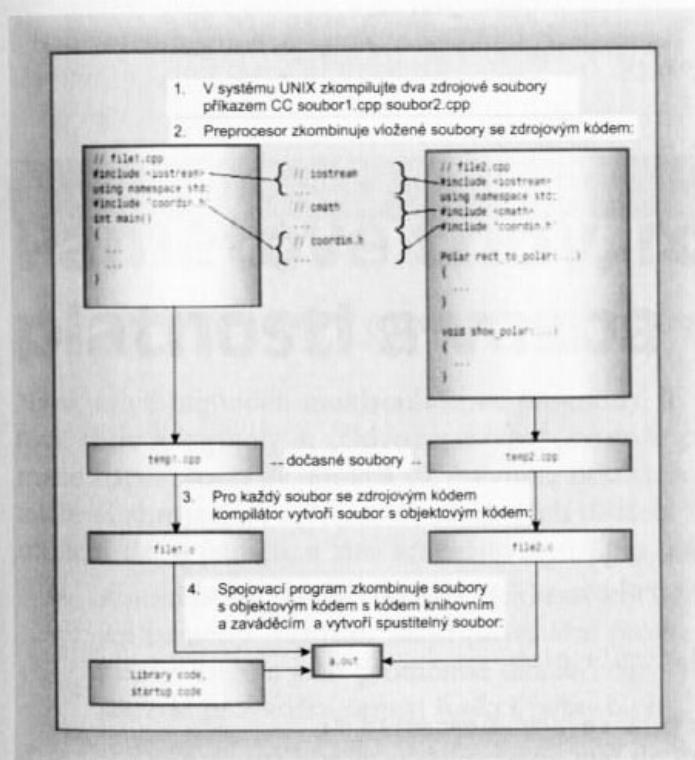 1. V systému UNIX zkompilujte dva zdrojové soubory
příkazem CC soubor1.cpp soubor2.cpp
2. Preprocesor zkombinuje vložené soubory se zdrojovým kódem:
// file1.cpp
#include <iostream>
using namespace std;
#include "coordin.h"
int main()
{
...
...
}
// iostream
...
// cmath
...
// coordin.h
...
// file2.cpp
#include <iostream>
using namespace std;
#include <cmath>
#include "coordin.h"
Polar rect_to_polar(...)
{
...
}
void show_polar(...)
{
...
}
temp1.cpp
... dočasné soubory ...
temp2.cpp
3. Pro každý soubor se zdrojovým kódem
kompilátor vytvoří soubor s objektovým kódem:
file1.o
file2.o
4. Spojovací program zkombinuje soubory
s objektovým kódem s kódem knihovním
a zaváděcím a vytvoří spustitelný soubor:
Library code,
startup code
a.out